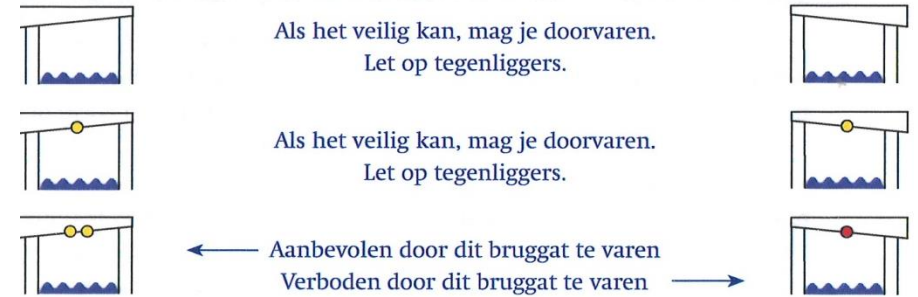 Als het veilig kan, mag je doorvaren.
Let op tegenliggers.
Als het veilig kan, mag je doorvaren.
Let op tegenliggers.
Aanbevolen door dit bruggat te varen
Verboden door dit bruggat te varen